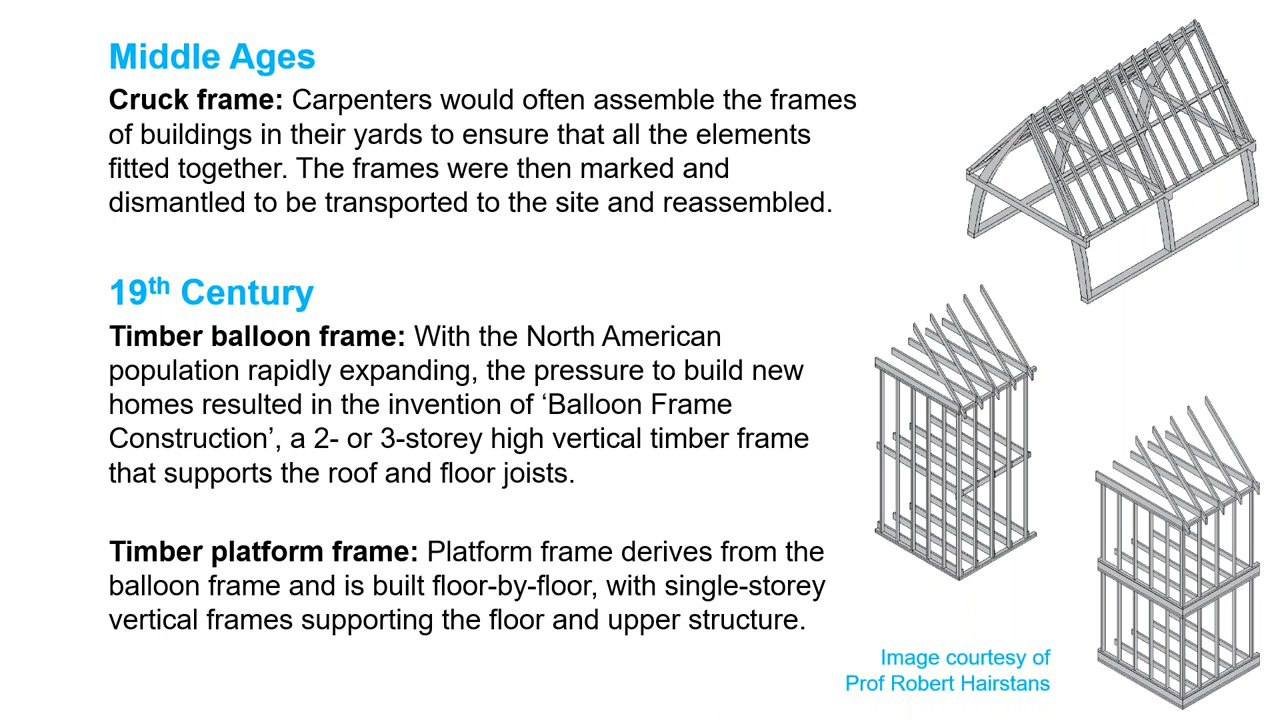 Middle Ages
Cruck frame: Carpenters would often assemble the frames
of buildings in their yards to ensure that all the elements
fitted together. The frames were then marked and
dismantled to be transported to the site and reassembled.
19th Century
Timber balloon frame: With the North American
population rapidly expanding, the pressure to build new
homes resulted in the invention of ‘Balloon Frame
Construction’, a 2- or 3-storey high vertical timber frame
that supports the roof and floor joists.
Timber platform frame: Platform frame derives from the
balloon frame and is built floor-by-floor, with single-storey
vertical frames supporting the floor and upper structure.
Image courtesy of
Prof Robert Hairstans